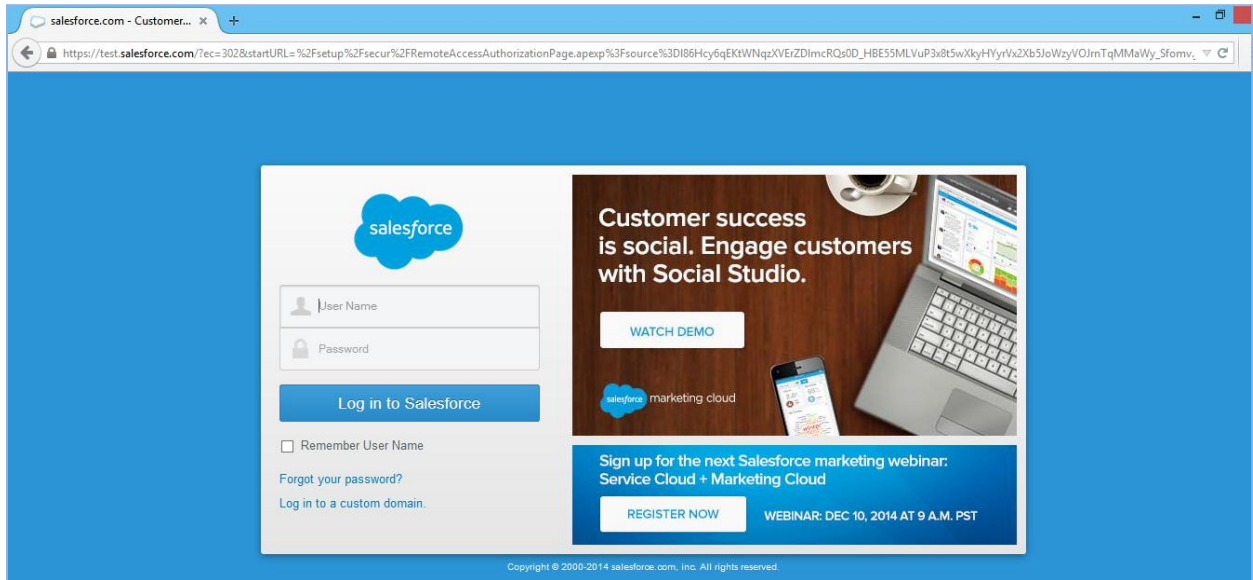 salesforce.com - Customer...
https://test.salesforce.com/?ec=302&startURL=%2Fsetup%2Fsecur%2FRemoteAccessAuthorizationPage.apexp%3Fsource%3DI86Hcy6qEKtWNqzXVErZDImcRQs0D_HBE55MLVuP3x8t5wXkyHYyrVx2Xb5JoWzyVOJrnTqMMaWy_Sfomv
salesforce
User Name
Password
Log in to Salesforce
Remember User Name
Forgot your password?
Log in to a custom domain.
Customer success
is social. Engage customers
with Social Studio.
WATCH DEMO
salesforce marketing cloud
Sign up for the next Salesforce marketing webinar:
Service Cloud + Marketing Cloud
REGISTER NOW
WEBINAR: DEC 10, 2014 AT 9 A.M. PST
Copyright © 2000-2014 salesforce.com, inc. All rights reserved.